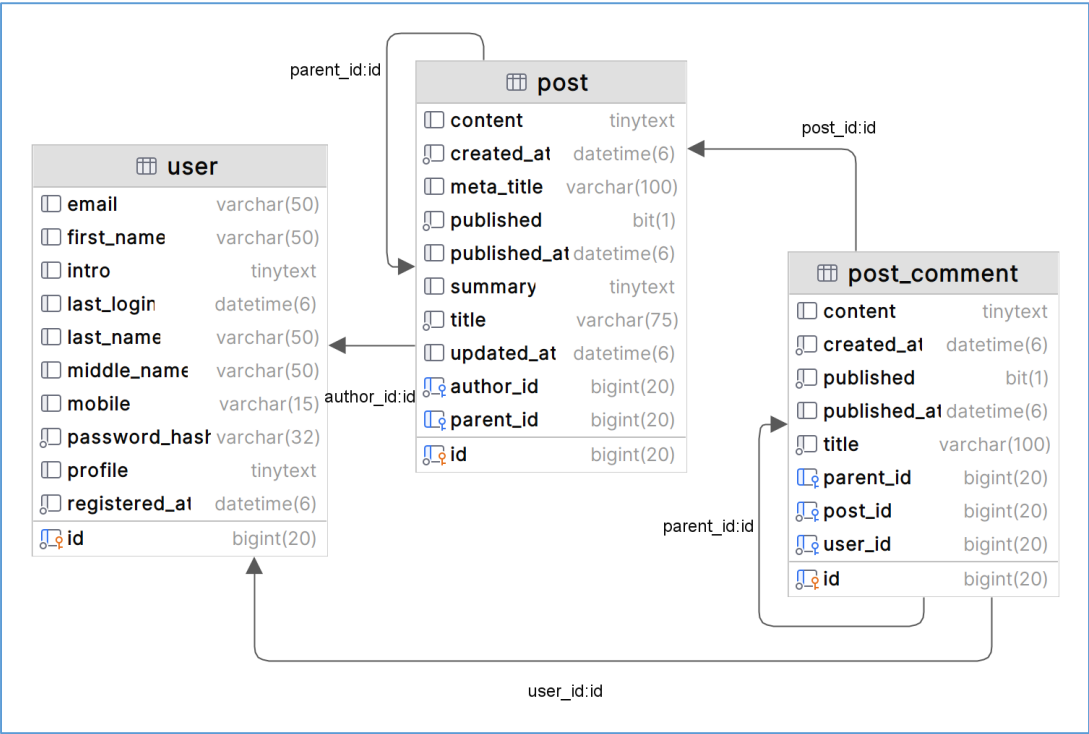 parent_id:id
post
content tinytext
created_at datetime(6)
meta_title varchar(100)
published bit(1)
published_at datetime(6)
summary tinytext
title varchar(75)
updated_at datetime(6)
author_id bigint(20)
parent_id bigint(20)
id bigint(20)
post_id:id
user
email varchar(50)
first_name varchar(50)
intro tinytext
last_login datetime(6)
last_name varchar(50)
middle_name varchar(50)
mobile varchar(15)
password_hash varchar(32)
profile tinytext
registered_at datetime(6)
id bigint(20)
author_id:id
post_comment
content tinytext
created_at datetime(6)
published bit(1)
published_at datetime(6)
title varchar(100)
parent_id bigint(20)
post_id bigint(20)
user_id bigint(20)
id bigint(20)
parent_id:id
user_id:id